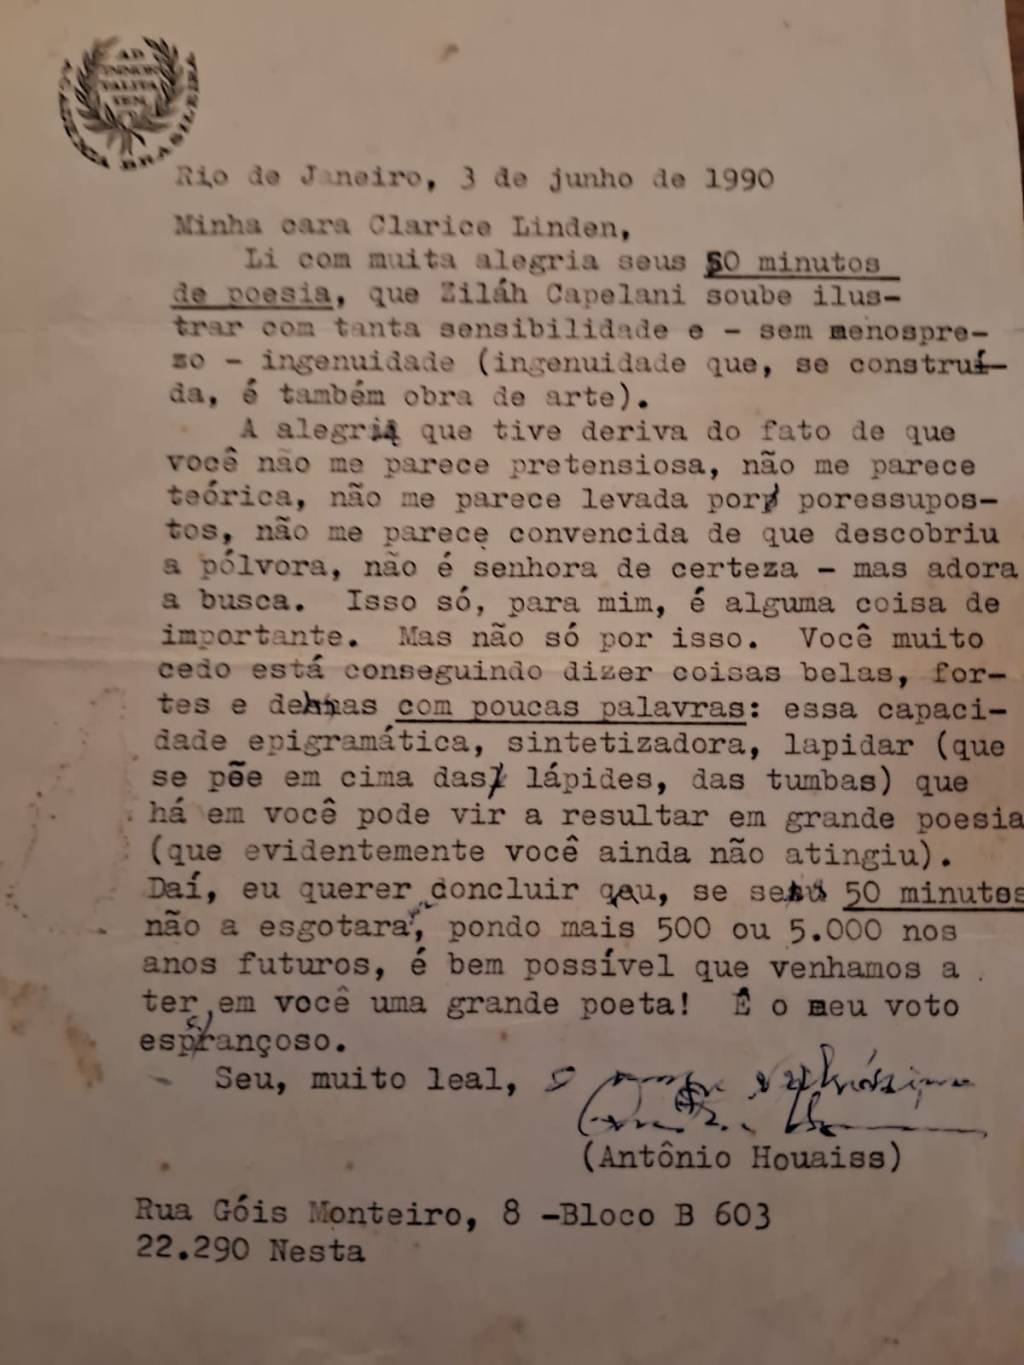 AD
IMMOR
TALITA
TEM
ACADEMIA BRASILEIRA
Rio de Janeiro, 3 de junho de 1990
Minha cara Clarice Linden,
Li com muita alegria seus 50 minutos
de poesia, que Ziláh Capelani soube ilus-
trar com tanta sensibilidade e - sem menospre-
zo - ingenuidade (ingenuidade que, se construí-
da, é também obra de arte).
A alegria que tive deriva do fato de que
você não me parece pretensiosa, não me parece
teórica, não me parece levada por poressupos-
tos, não me parece convencida de que descobriu
a pólvora, não é senhora de certeza - mas adora
a busca. Isso só, para mim, é alguma coisa de
importante. Mas não só por isso. Você muito
cedo está conseguindo dizer coisas belas, for-
tes e densas com poucas palavras: essa capaci-
dade epigramática, sintetizadora, lapidar (que
se põe em cima das lápides, das tumbas) que
há em você pode vir a resultar em grande poesia
(que evidentemente você ainda não atingiu).
Daí, eu querer concluir que, se seu 50 minutos
não a esgotar, pondo mais 500 ou 5.000 nos
anos futuros, é bem possível que venhamos a
ter em você uma grande poeta! É o meu voto
esprançoso.
Seu, muito leal,
(Antônio Houaiss)
Rua Góis Monteiro, 8 -Bloco B 603
22.290 Nesta